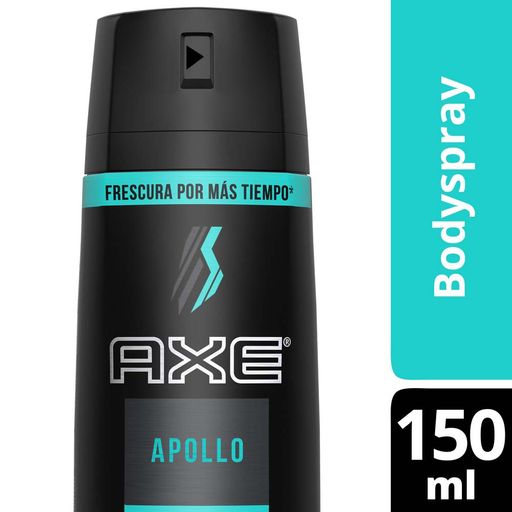 FRESCURA POR MÁS TIEMPO*
AXE®
APOLLO
Bodyspray
150
ml